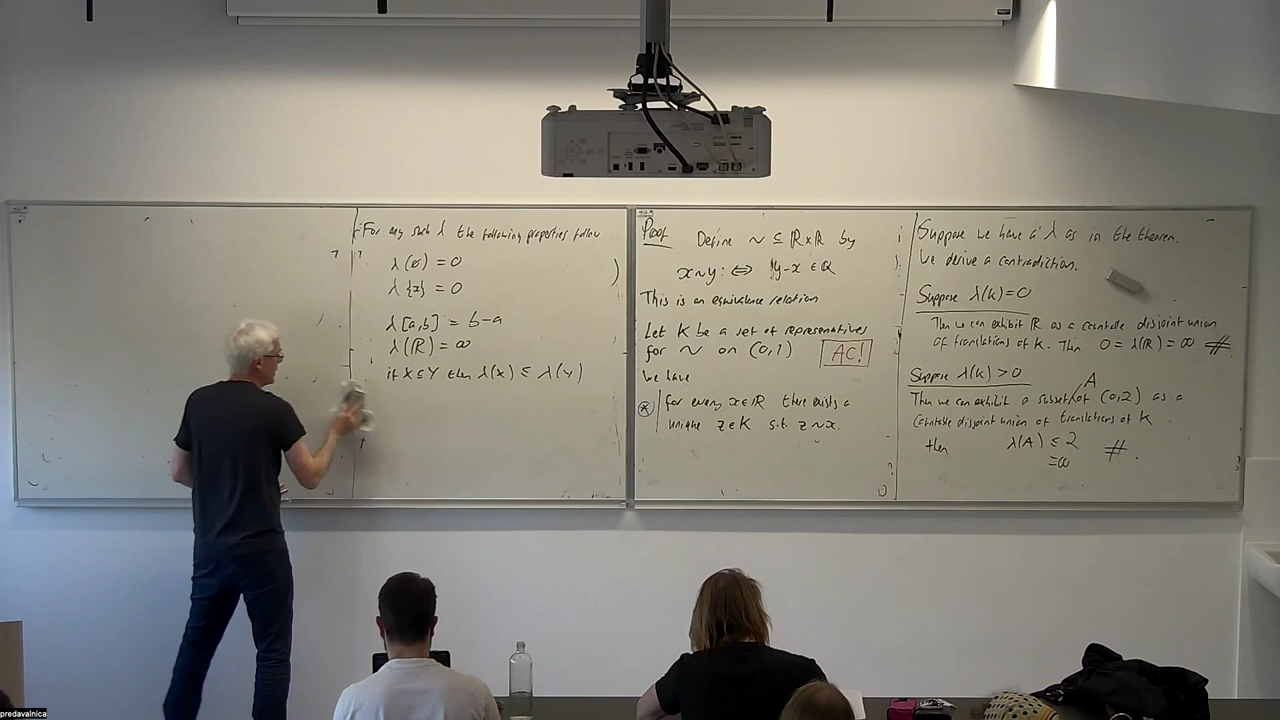 For any such λ the following properties follow
λ(∅) = 0
λ{x} = 0
λ[a,b] = b-a
λ(ℝ) = ∞
if X ⊆ Y then λ(X) ≤ λ(Y)
Proof Define ~ ⊆ ℝ×ℝ by
x~y :⇔ y-x ∈ ℚ
This is an equivalence relation
Let K be a set of represenatives
for ~ on (0,1) AC!
We have
⊛ for every x∈ℝ there exists a
unique z∈K s.t. z~x.
Suppose we have a λ as in the theorem.
We derive a contradiction.
Suppose λ(K)=0
Then we can exhibit ℝ as a countable disjoint union
of translations of K. Then 0 = λ(ℝ) = ∞ #
Suppose λ(K) > 0
Then we can exhibit a subset A of (0,2) as a
countable disjoint union of translations of K
then λ(A) ≤ 2 #.
=∞
predavalnica